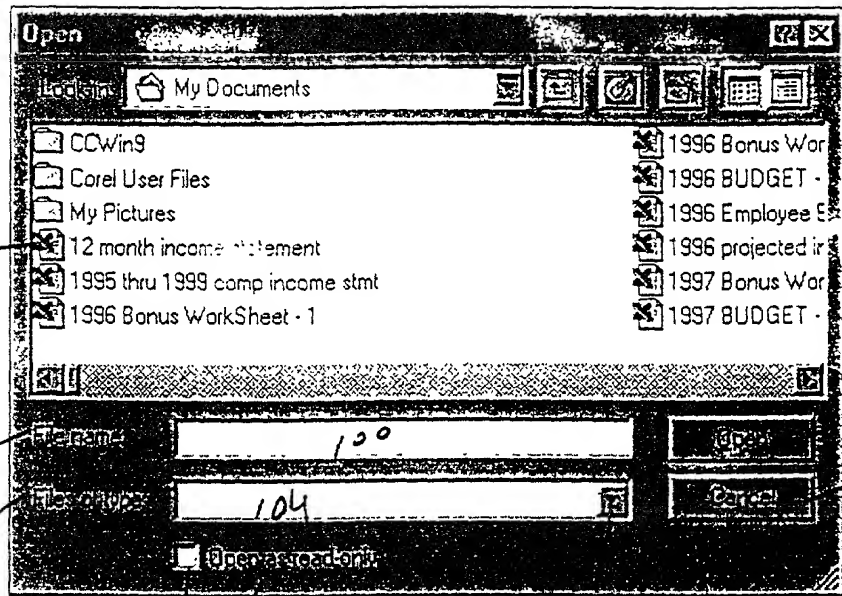 Open
Look in: My Documents
CCWin9
Corel User Files
My Pictures
12 month income statement
1995 thru 1999 comp income stmt
1996 Bonus WorkSheet - 1
1996 Bonus Wor
1996 BUDGET -
1996 Employee
1996 projected in
1997 Bonus Wor
1997 BUDGET -
File name: 100 Open
Files of type: 104 Cancel
Open as read-only